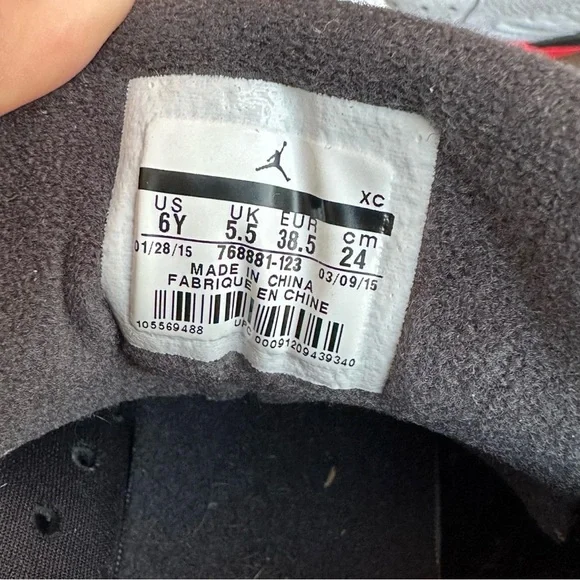 XC
US UK EUR cm
6Y 5.5 38.5 24
01/28/15 768881-123 03/09/15
MADE IN CHINA
FABRIQUE EN CHINE
105569488 UPC 00091209439340